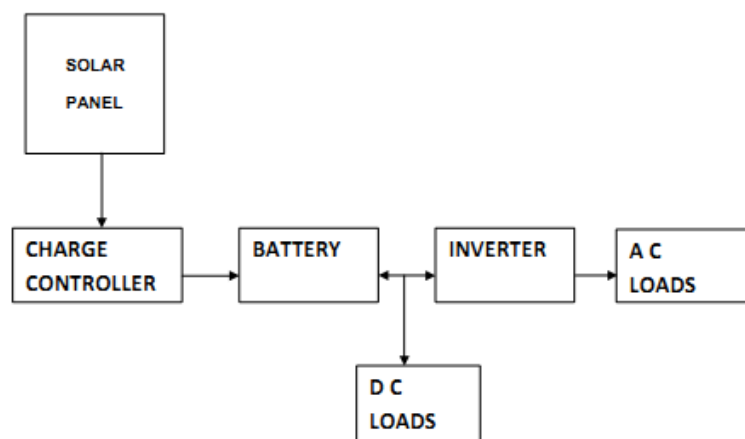 SOLAR
PANEL
CHARGE
CONTROLLER
BATTERY
INVERTER
A C
LOADS
D C
LOADS